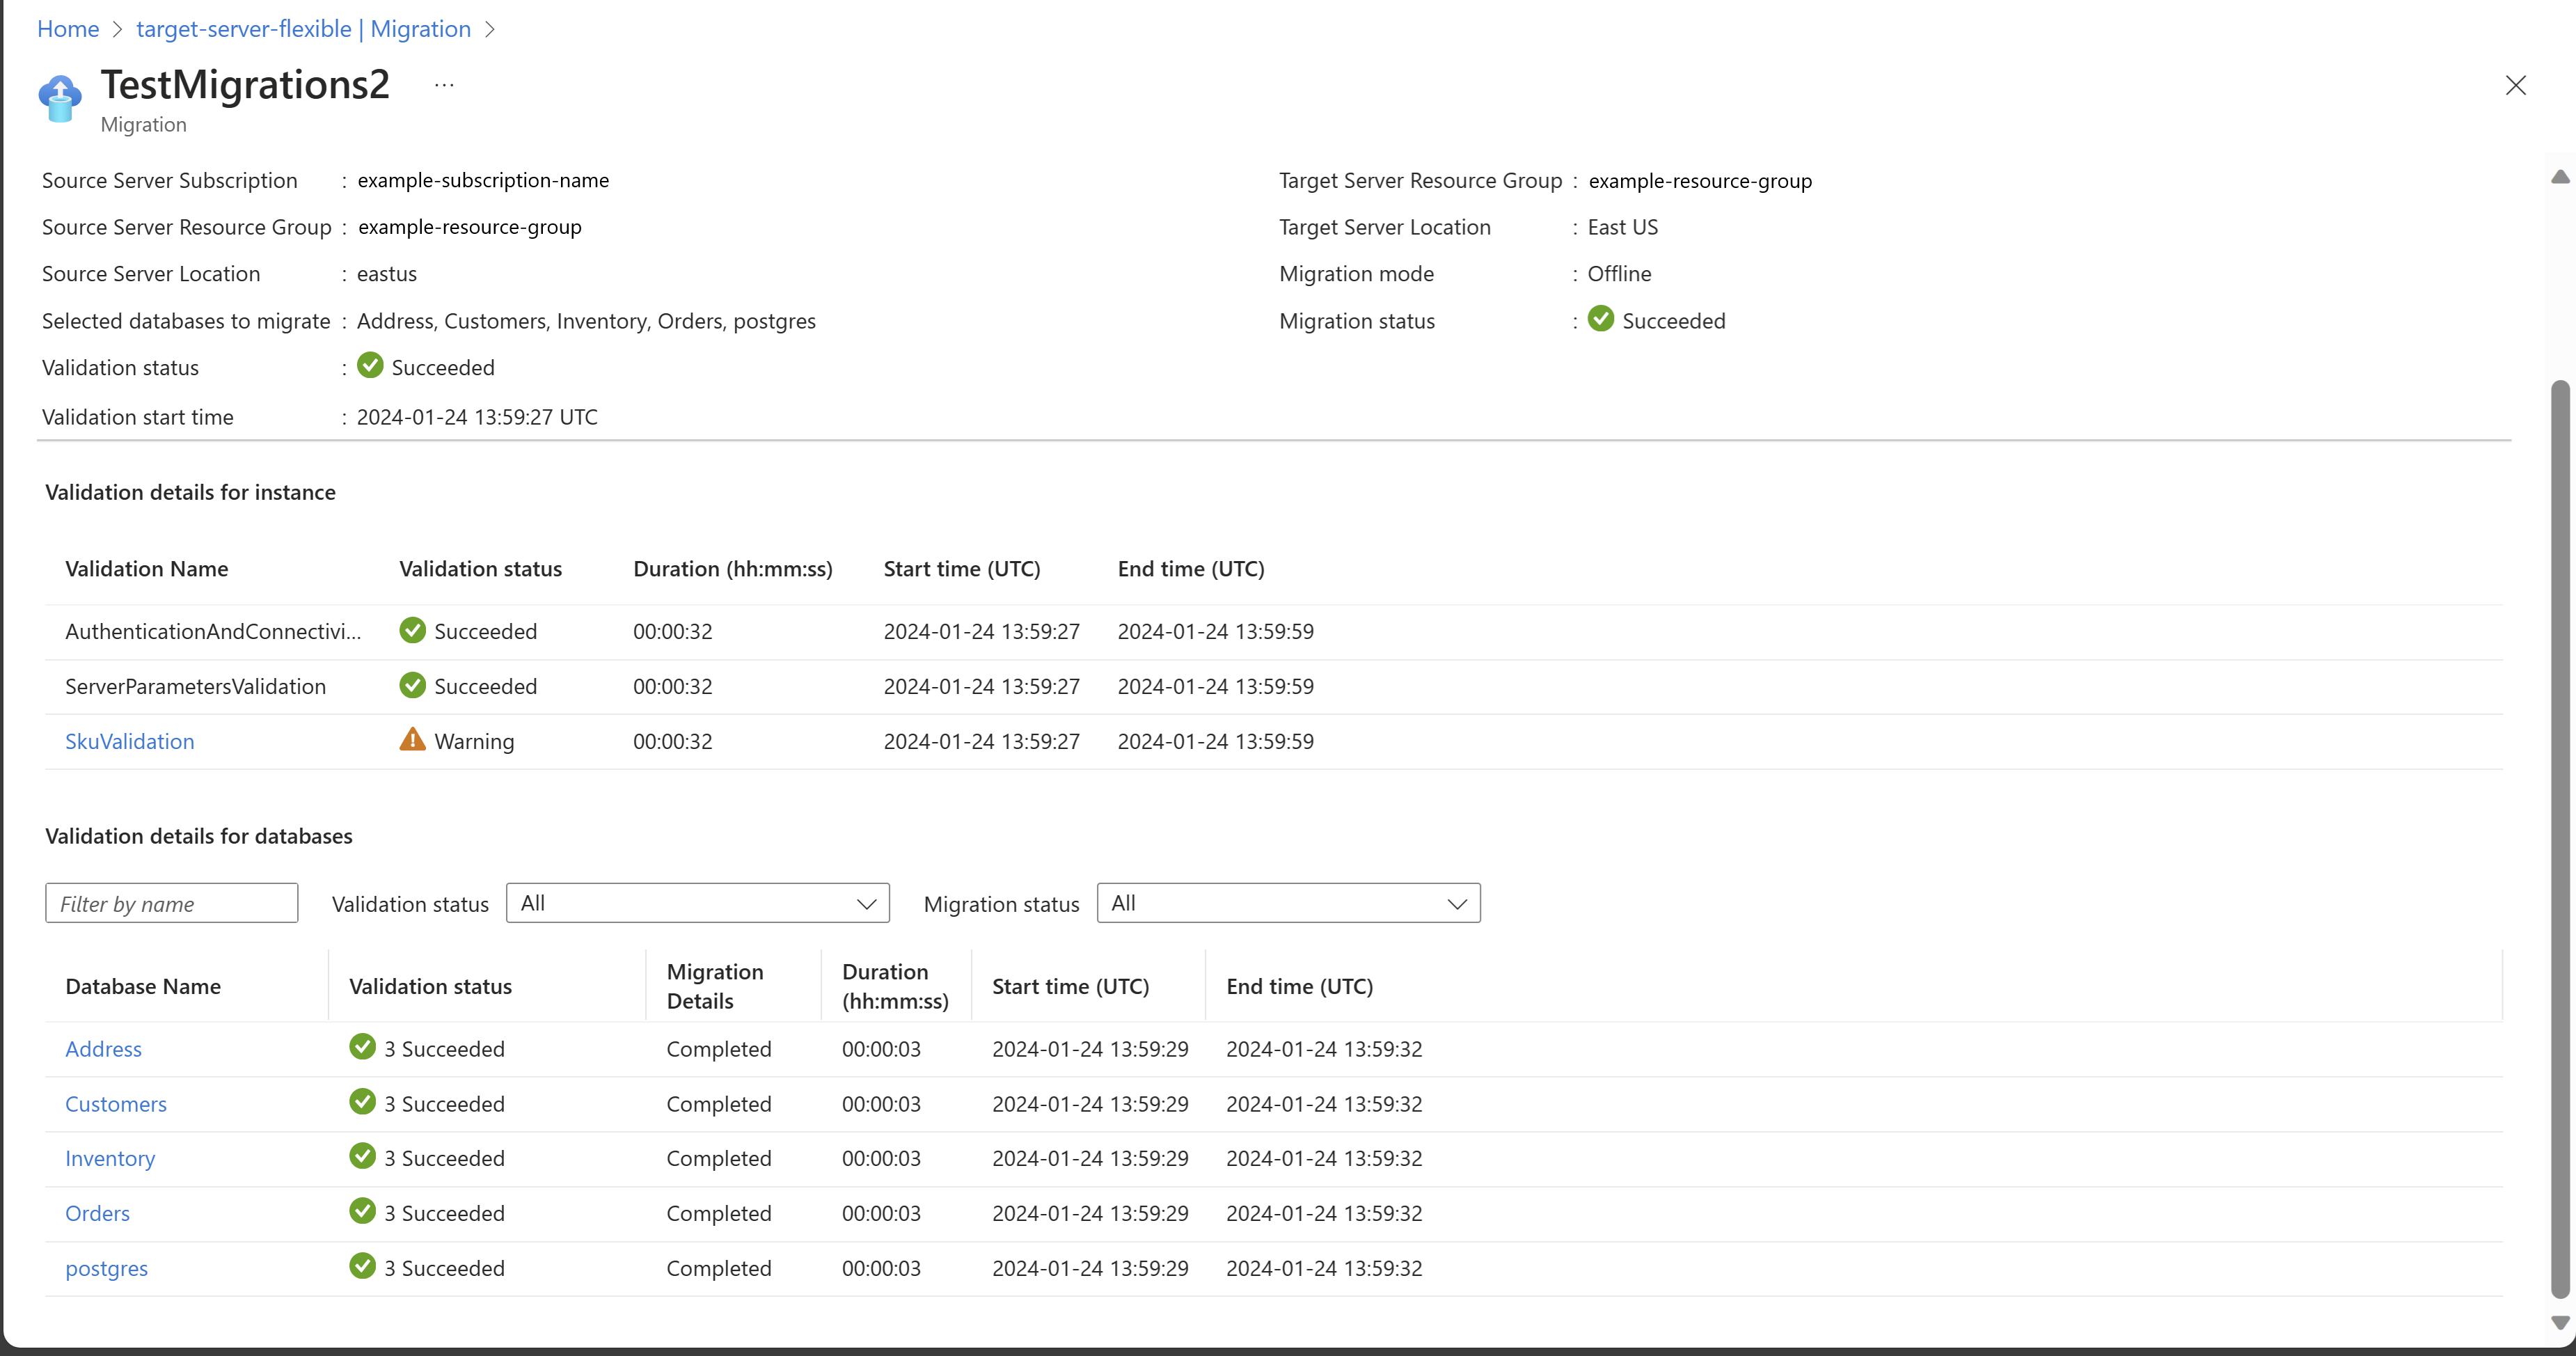 Home > target-server-flexible | Migration >
TestMigrations2 ...
Migration
Source Server Subscription : example-subscription-name
Source Server Resource Group : example-resource-group
Source Server Location : eastus
Selected databases to migrate : Address, Customers, Inventory, Orders, postgres
Validation status : Succeeded
Validation start time : 2024-01-24 13:59:27 UTC
Target Server Resource Group : example-resource-group
Target Server Location : East US
Migration mode : Offline
Migration status : Succeeded
Validation details for instance
Validation Name Validation status Duration (hh:mm:ss) Start time (UTC) End time (UTC)
AuthenticationAndConnectivi... Succeeded 00:00:32 2024-01-24 13:59:27 2024-01-24 13:59:59
ServerParametersValidation Succeeded 00:00:32 2024-01-24 13:59:27 2024-01-24 13:59:59
SkuValidation Warning 00:00:32 2024-01-24 13:59:27 2024-01-24 13:59:59
Validation details for databases
Filter by name Validation status All Migration status All
Database Name Validation status Migration Details Duration (hh:mm:ss) Start time (UTC) End time (UTC)
Address 3 Succeeded Completed 00:00:03 2024-01-24 13:59:29 2024-01-24 13:59:32
Customers 3 Succeeded Completed 00:00:03 2024-01-24 13:59:29 2024-01-24 13:59:32
Inventory 3 Succeeded Completed 00:00:03 2024-01-24 13:59:29 2024-01-24 13:59:32
Orders 3 Succeeded Completed 00:00:03 2024-01-24 13:59:29 2024-01-24 13:59:32
postgres 3 Succeeded Completed 00:00:03 2024-01-24 13:59:29 2024-01-24 13:59:32